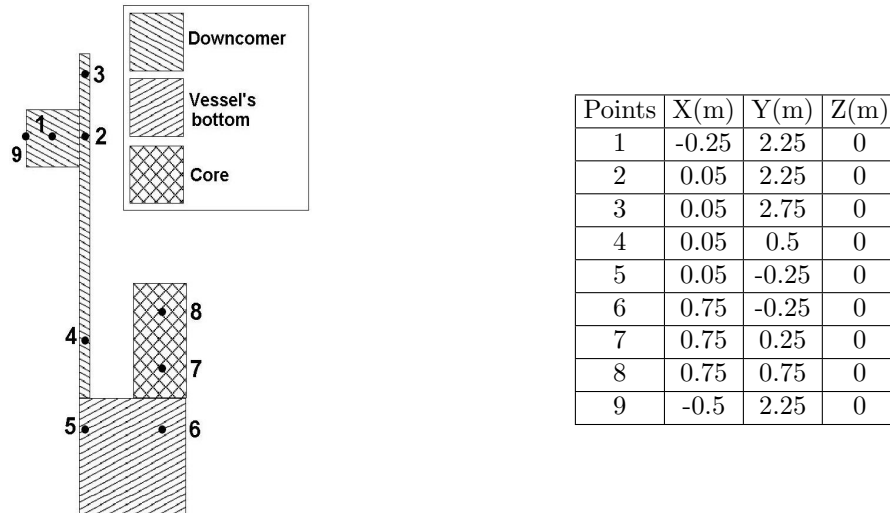 Downcomer
Vessel's
bottom
Core
3
1
2
9
8
4
7
5
6
Points X(m) Y(m) Z(m)
1 -0.25 2.25 0
2 0.05 2.25 0
3 0.05 2.75 0
4 0.05 0.5 0
5 0.05 -0.25 0
6 0.75 -0.25 0
7 0.75 0.25 0
8 0.75 0.75 0
9 -0.5 2.25 0